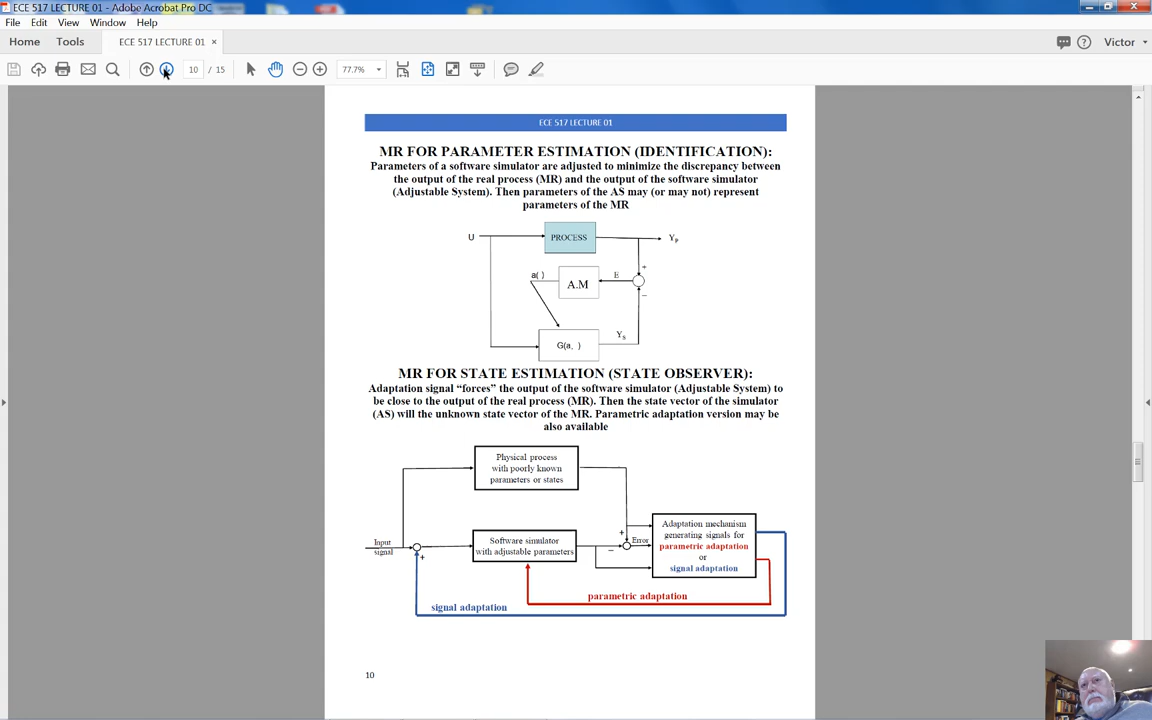 ECE 517 LECTURE 01 - Adobe Acrobat Pro DC
File Edit View Window Help
Home Tools ECE 517 LECTURE 01 × Victor
10 / 15 77.7%
ECE 517 LECTURE 01
MR FOR PARAMETER ESTIMATION (IDENTIFICATION):
Parameters of a software simulator are adjusted to minimize the discrepancy between
the output of the real process (MR) and the output of the software simulator
(Adjustable System). Then parameters of the AS may (or may not) represent
parameters of the MR
U PROCESS Yp
+
a( ) A.M E
−
G(a, ) Ys
MR FOR STATE ESTIMATION (STATE OBSERVER):
Adaptation signal “forces” the output of the software simulator (Adjustable System) to
be close to the output of the real process (MR). Then the state vector of the simulator
(AS) will the unknown state vector of the MR. Parametric adaptation version may be
also available
Physical process
with poorly known
parameters or states
Input
signal
+
Software simulator
with adjustable parameters
+
−
Error
Adaptation mechanism
generating signals for
parametric adaptation
or
signal adaptation
parametric adaptation
signal adaptation
10